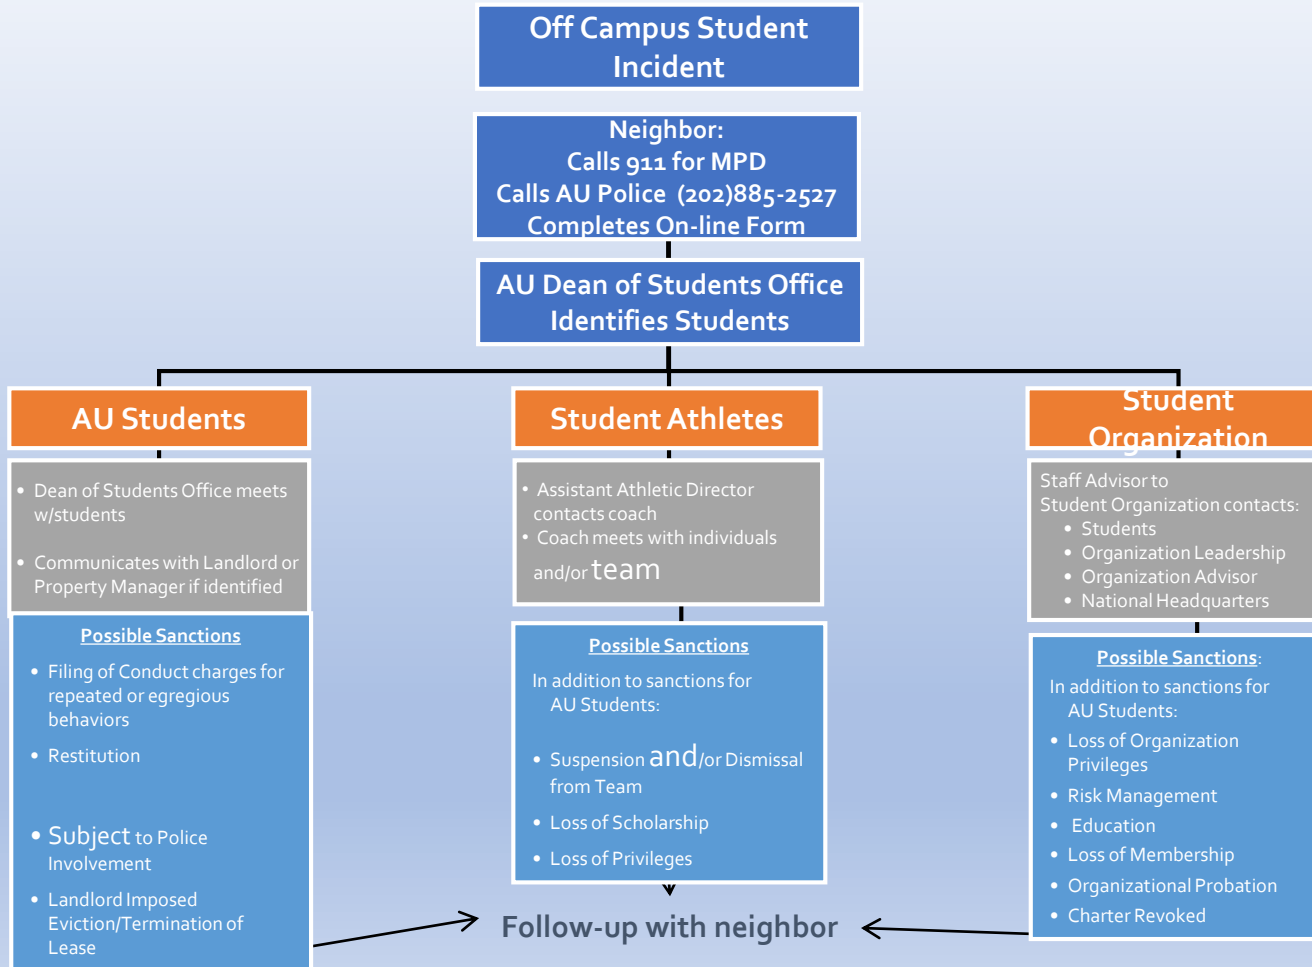 Off Campus Student
Incident
Neighbor:
Calls 911 for MPD
Calls AU Police (202)885-2527
Completes On-line Form
AU Dean of Students Office
Identifies Students
AU Students
• Dean of Students Office meets
w/students
• Communicates with Landlord or
Property Manager if identified
Possible Sanctions
• Filing of Conduct charges for
repeated or egregious
behaviors
• Restitution
• Subject to Police
Involvement
• Landlord Imposed
Eviction/Termination of
Lease
Student Athletes
• Assistant Athletic Director
contacts coach
• Coach meets with individuals
and/or team
Possible Sanctions
In addition to sanctions for
AU Students:
• Suspension and/or Dismissal
from Team
• Loss of Scholarship
• Loss of Privileges
Student
Organization
Staff Advisor to
Student Organization contacts:
• Students
• Organization Leadership
• Organization Advisor
• National Headquarters
Possible Sanctions:
In addition to sanctions for
AU Students:
• Loss of Organization
Privileges
• Risk Management
• Education
• Loss of Membership
• Organizational Probation
• Charter Revoked
Follow-up with neighbor